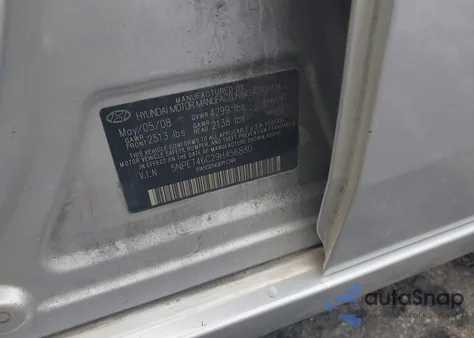 MANUFACTURED BY
HYUNDAI MOTOR MANUFACTURING
May/05/08 GVWR 4299 lbs
GAWR FRONT 2513 lbs GAWR REAR 2138 lbs
THIS VEHICLE CONFORMS TO ALL APPLICABLE FEDERAL
MOTOR VEHICLE SAFETY, BUMPER, AND THEFT PREVENTION
STANDARDS IN EFFECT ON THE DATE OF MANUFACTURE SHOWN ABOVE
V.I.N 5NPET46C29H456880
PASSENGER CAR
autoSnap